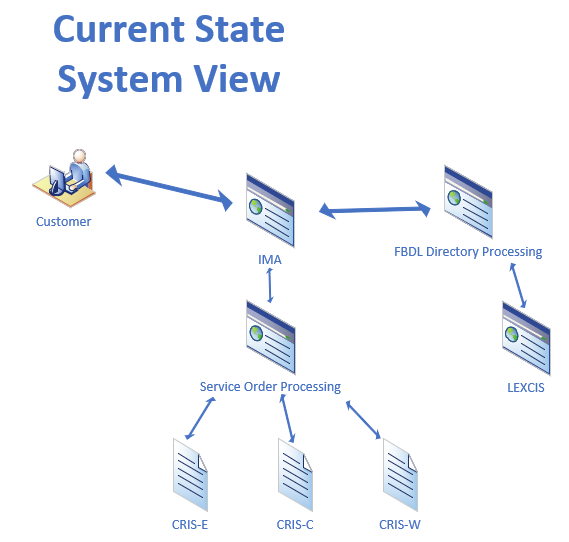 Current State
System View
Customer
IMA
FBDL Directory Processing
Service Order Processing
LEXCIS
CRIS-E
CRIS-C
CRIS-W